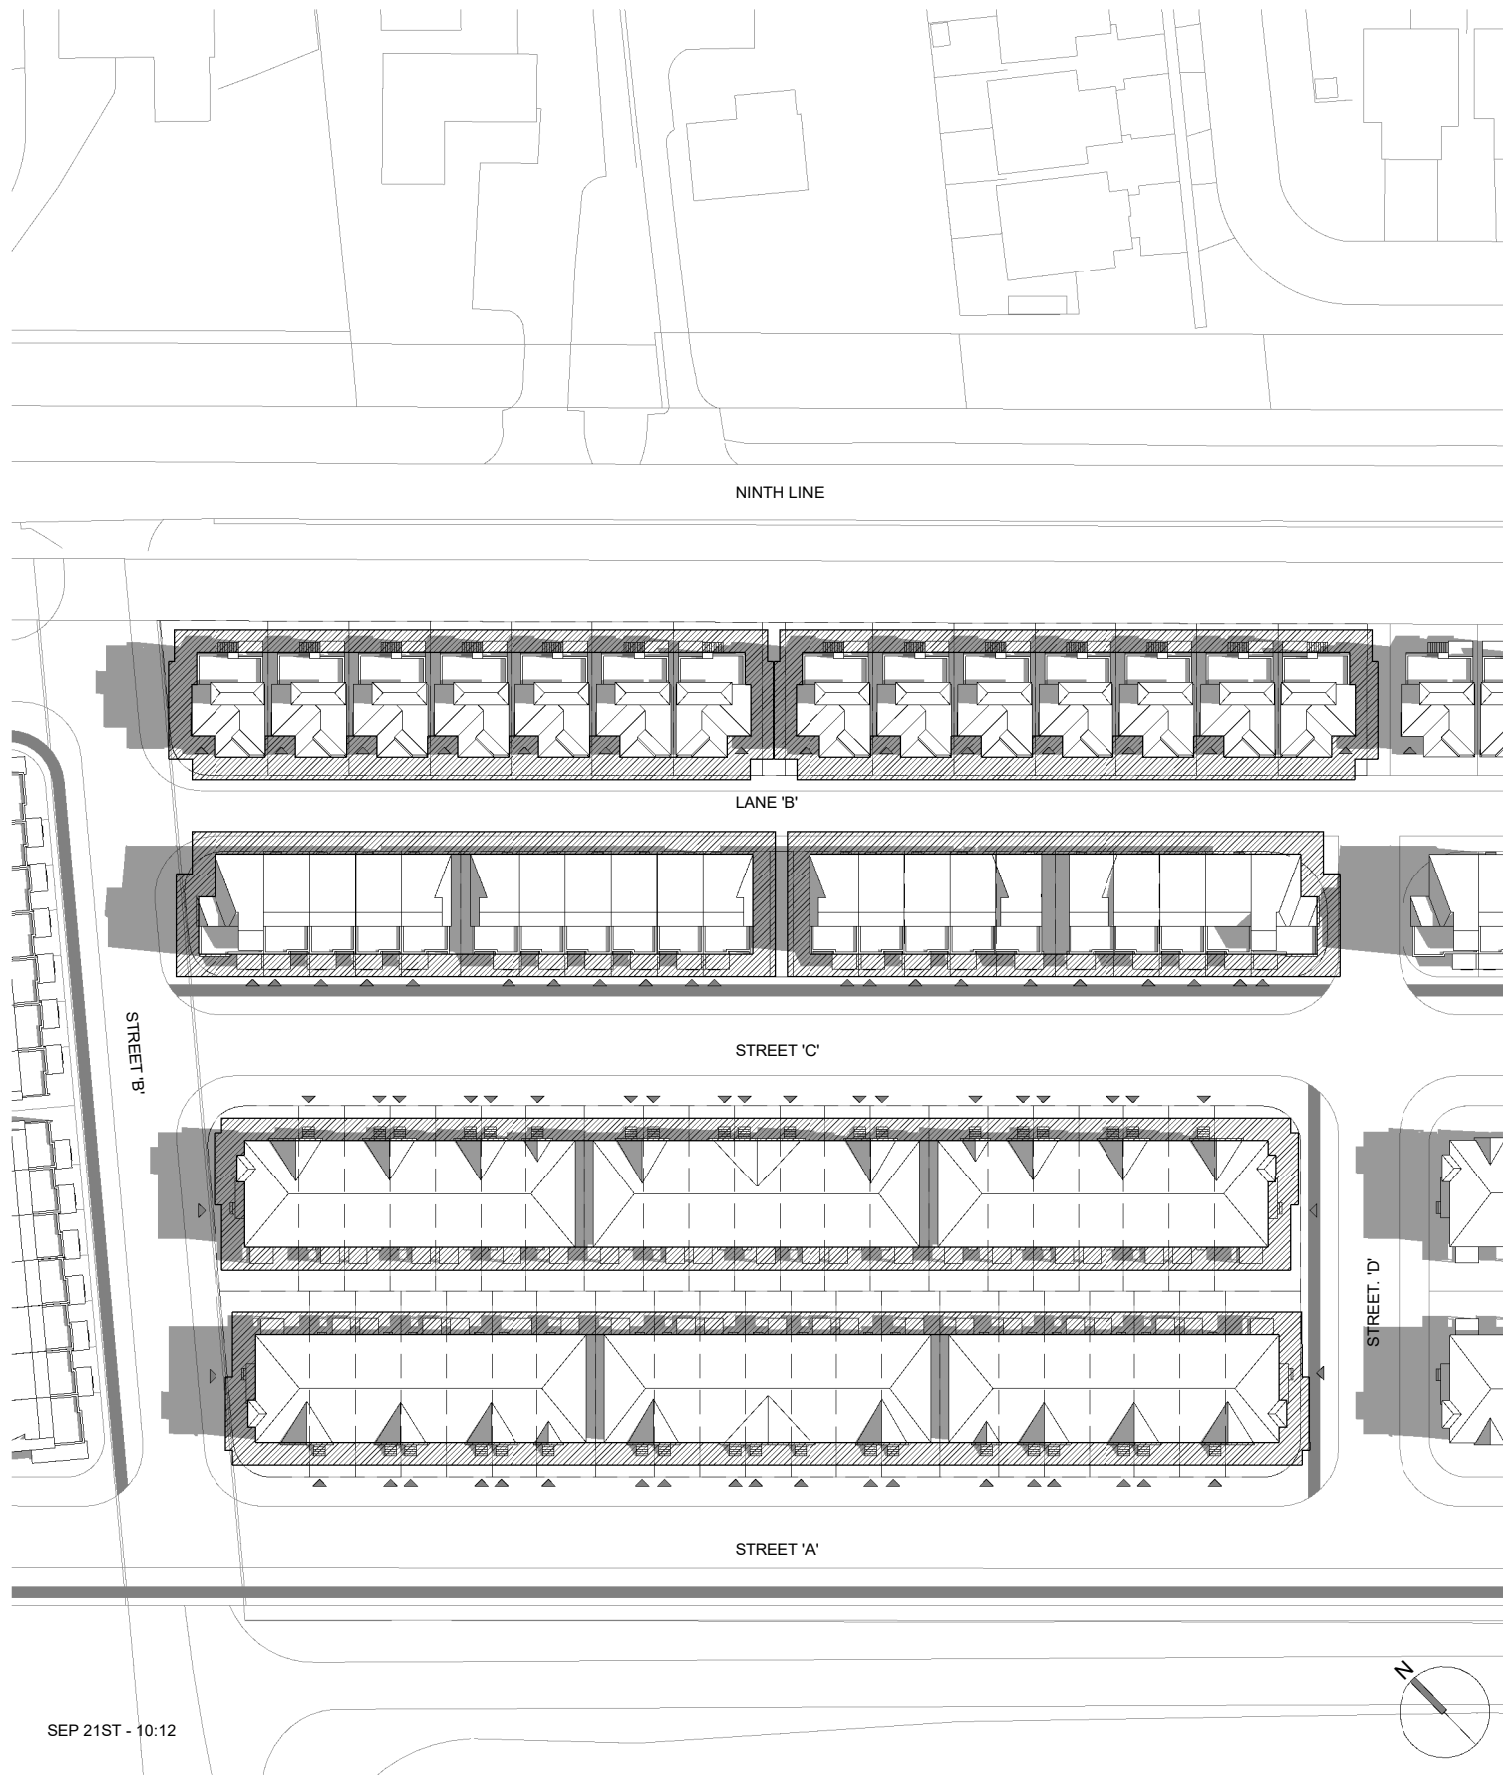 NINTH LINE
LANE 'B'
STREET 'B'
STREET 'C'
STREET. 'D'
STREET 'A'
N
SEP 21ST - 10:12